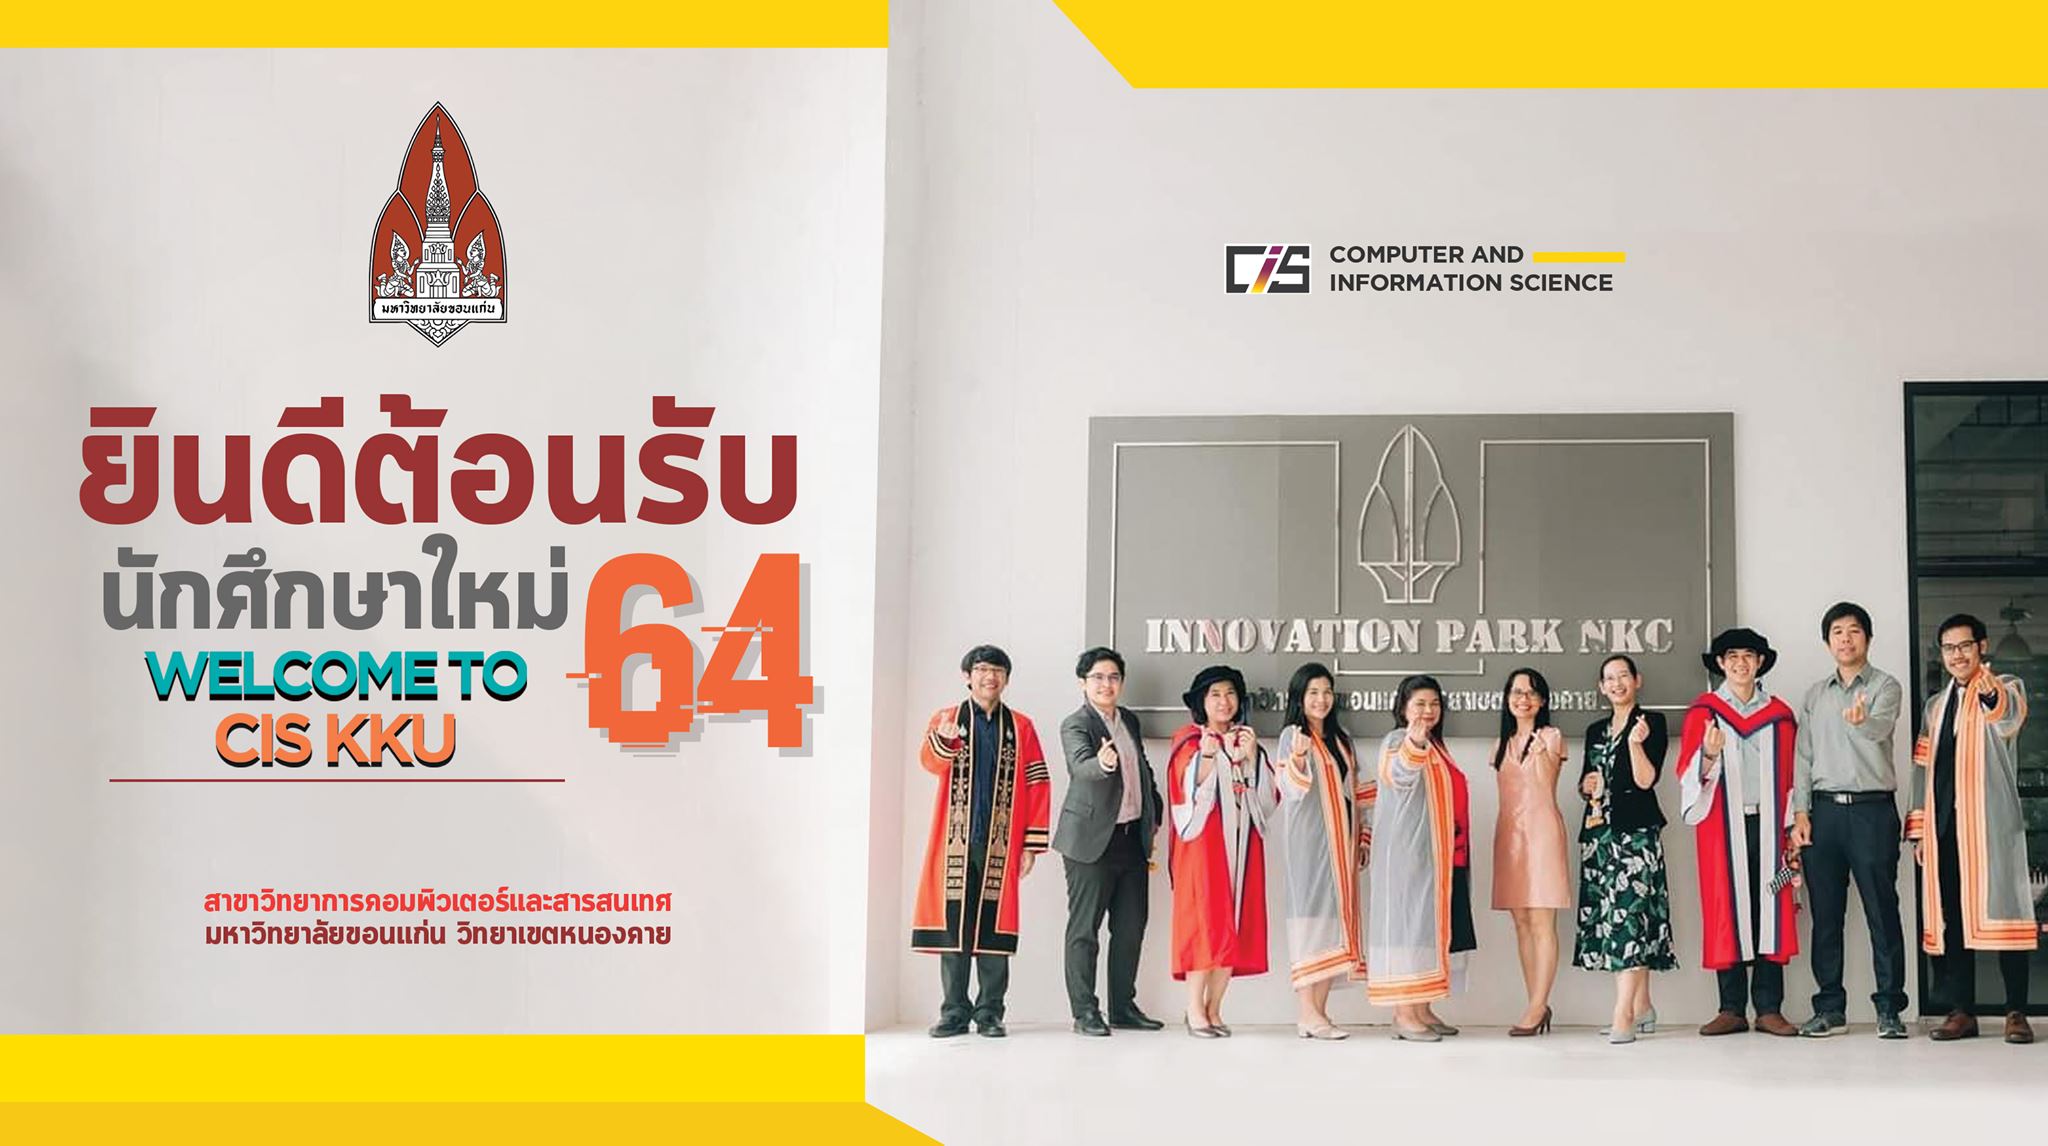 มหาวิทยาลัยขอนแก่น
ยินดีต้อนรับ
นักศึกษาใหม่ 64
WELCOME TO
CIS KKU
สาขาวิทยาการคอมพิวเตอร์และสารสนเทศ
มหาวิทยาลัยขอนแก่น วิทยาเขตหนองคาย
CIS COMPUTER AND
INFORMATION SCIENCE
INNOVATION PARK NKC